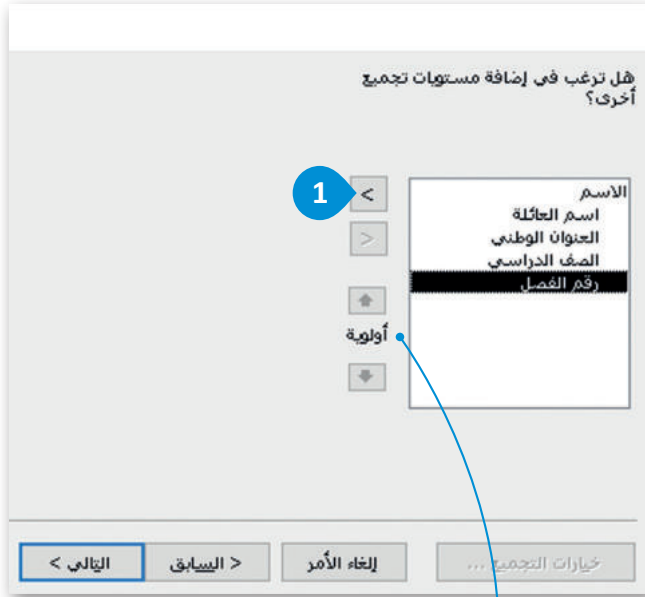 هل ترغب في إضافة مستويات تجميع
أخرى؟
1
<
>
الاسم
اسم العائلة
العنوان الوطني
الصف الدراسي
رقم الفصل
أولوية
خيارات التجميع ...
إلغاء الأمر
< السابق
التالي >